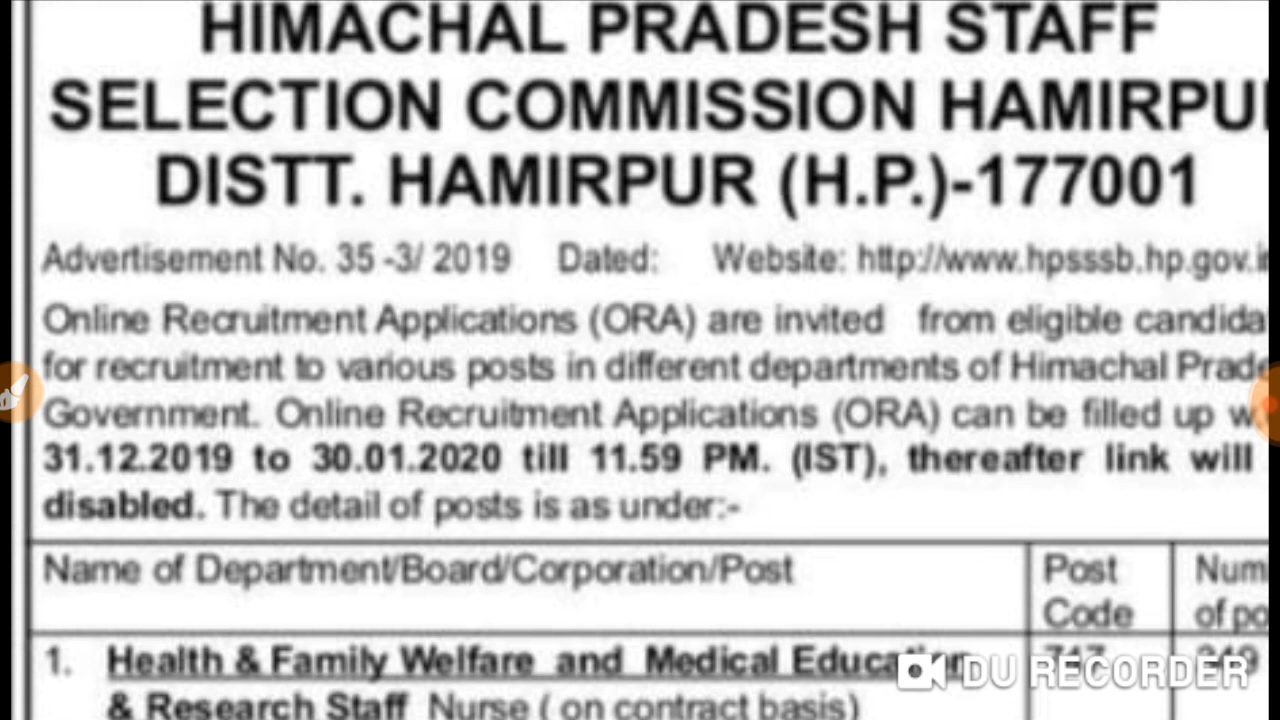 HIMACHAL PRADESH STAFF
SELECTION COMMISSION HAMIRPU
DISTT. HAMIRPUR (H.P.)-177001
Advertisement No. 35 -3/ 2019 Dated: Website: http://www.hpsssb.hp.gov.i
Online Recruitment Applications (ORA) are invited from eligible candida
for recruitment to various posts in different departments of Himachal Prade
Government. Online Recruitment Applications (ORA) can be filled up w
31.12.2019 to 30.01.2020 till 11.59 PM. (IST), thereafter link will
disabled. The detail of posts is as under:-
Name of Department/Board/Corporation/Post Post Num
Code of po
1. Health & Family Welfare and Medical Education
& Research Staff Nurse ( on contract basis)
DU RECORDER